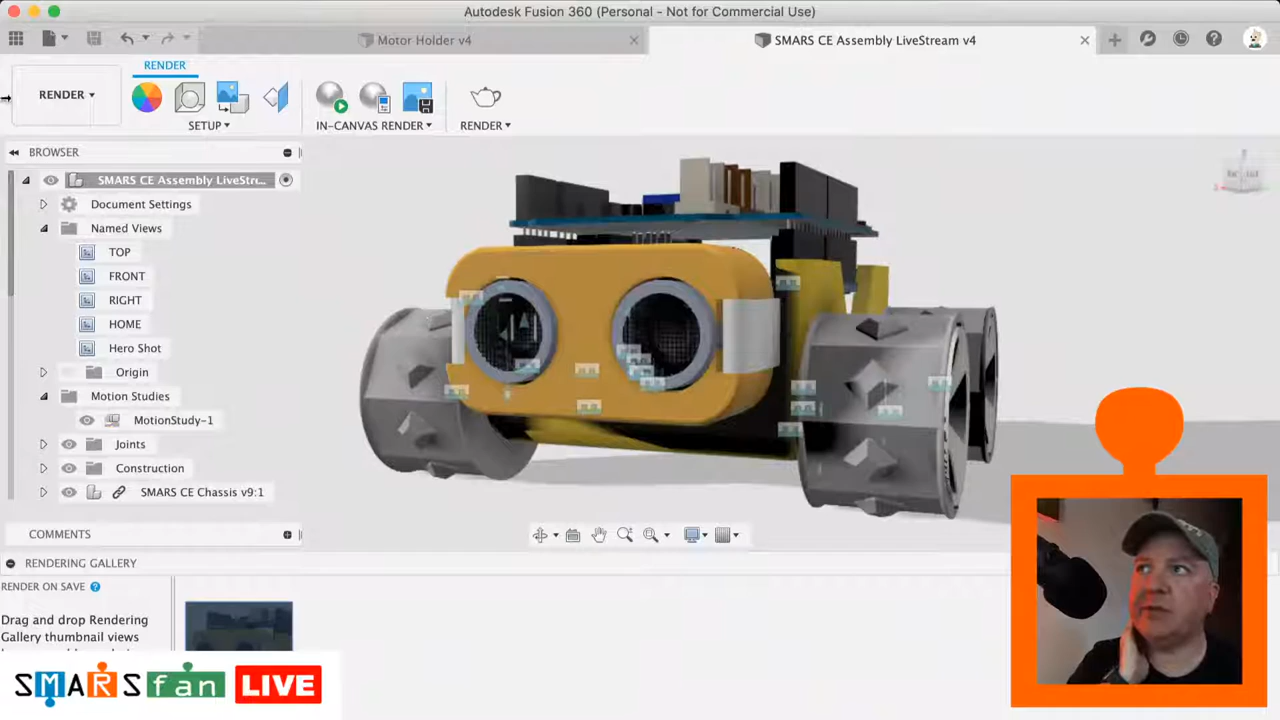 Autodesk Fusion 360 (Personal - Not for Commercial Use)
Motor Holder v4
SMARS CE Assembly LiveStream v4
RENDER
RENDER
SETUP
IN-CANVAS RENDER
RENDER
BROWSER
SMARS CE Assembly LiveStre...
Document Settings
Named Views
TOP
FRONT
RIGHT
HOME
Hero Shot
Origin
Motion Studies
MotionStudy-1
Joints
Construction
SMARS CE Chassis v9:1
COMMENTS
RENDERING GALLERY
RENDER ON SAVE
Drag and drop Rendering
Gallery thumbnail views
SMARSfan LIVE